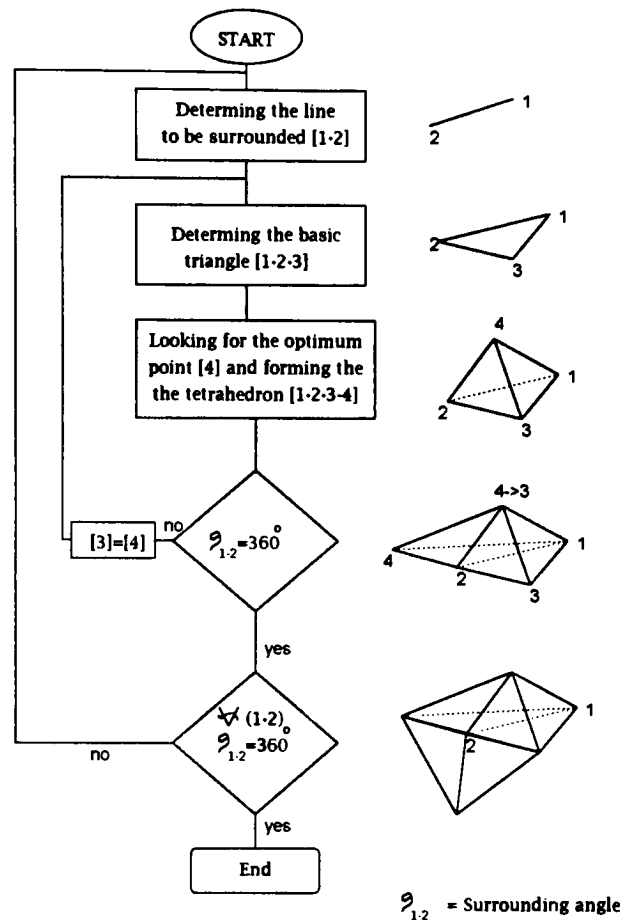 START
Determing the line
to be surrounded [1-2]
1
2
Determing the basic
triangle [1-2-3}
1
2
3
Looking for the optimum
point [4] and forming the
the tetrahedron [1-2-3-4]
4
1
2
3
[3]=[4]
no
𝜗1-2=360°
4->3
1
4
2
3
yes
∀ (1-2)
𝜗1-2=360°
no
1
2
yes
End
𝜗1-2 = Surrounding angle